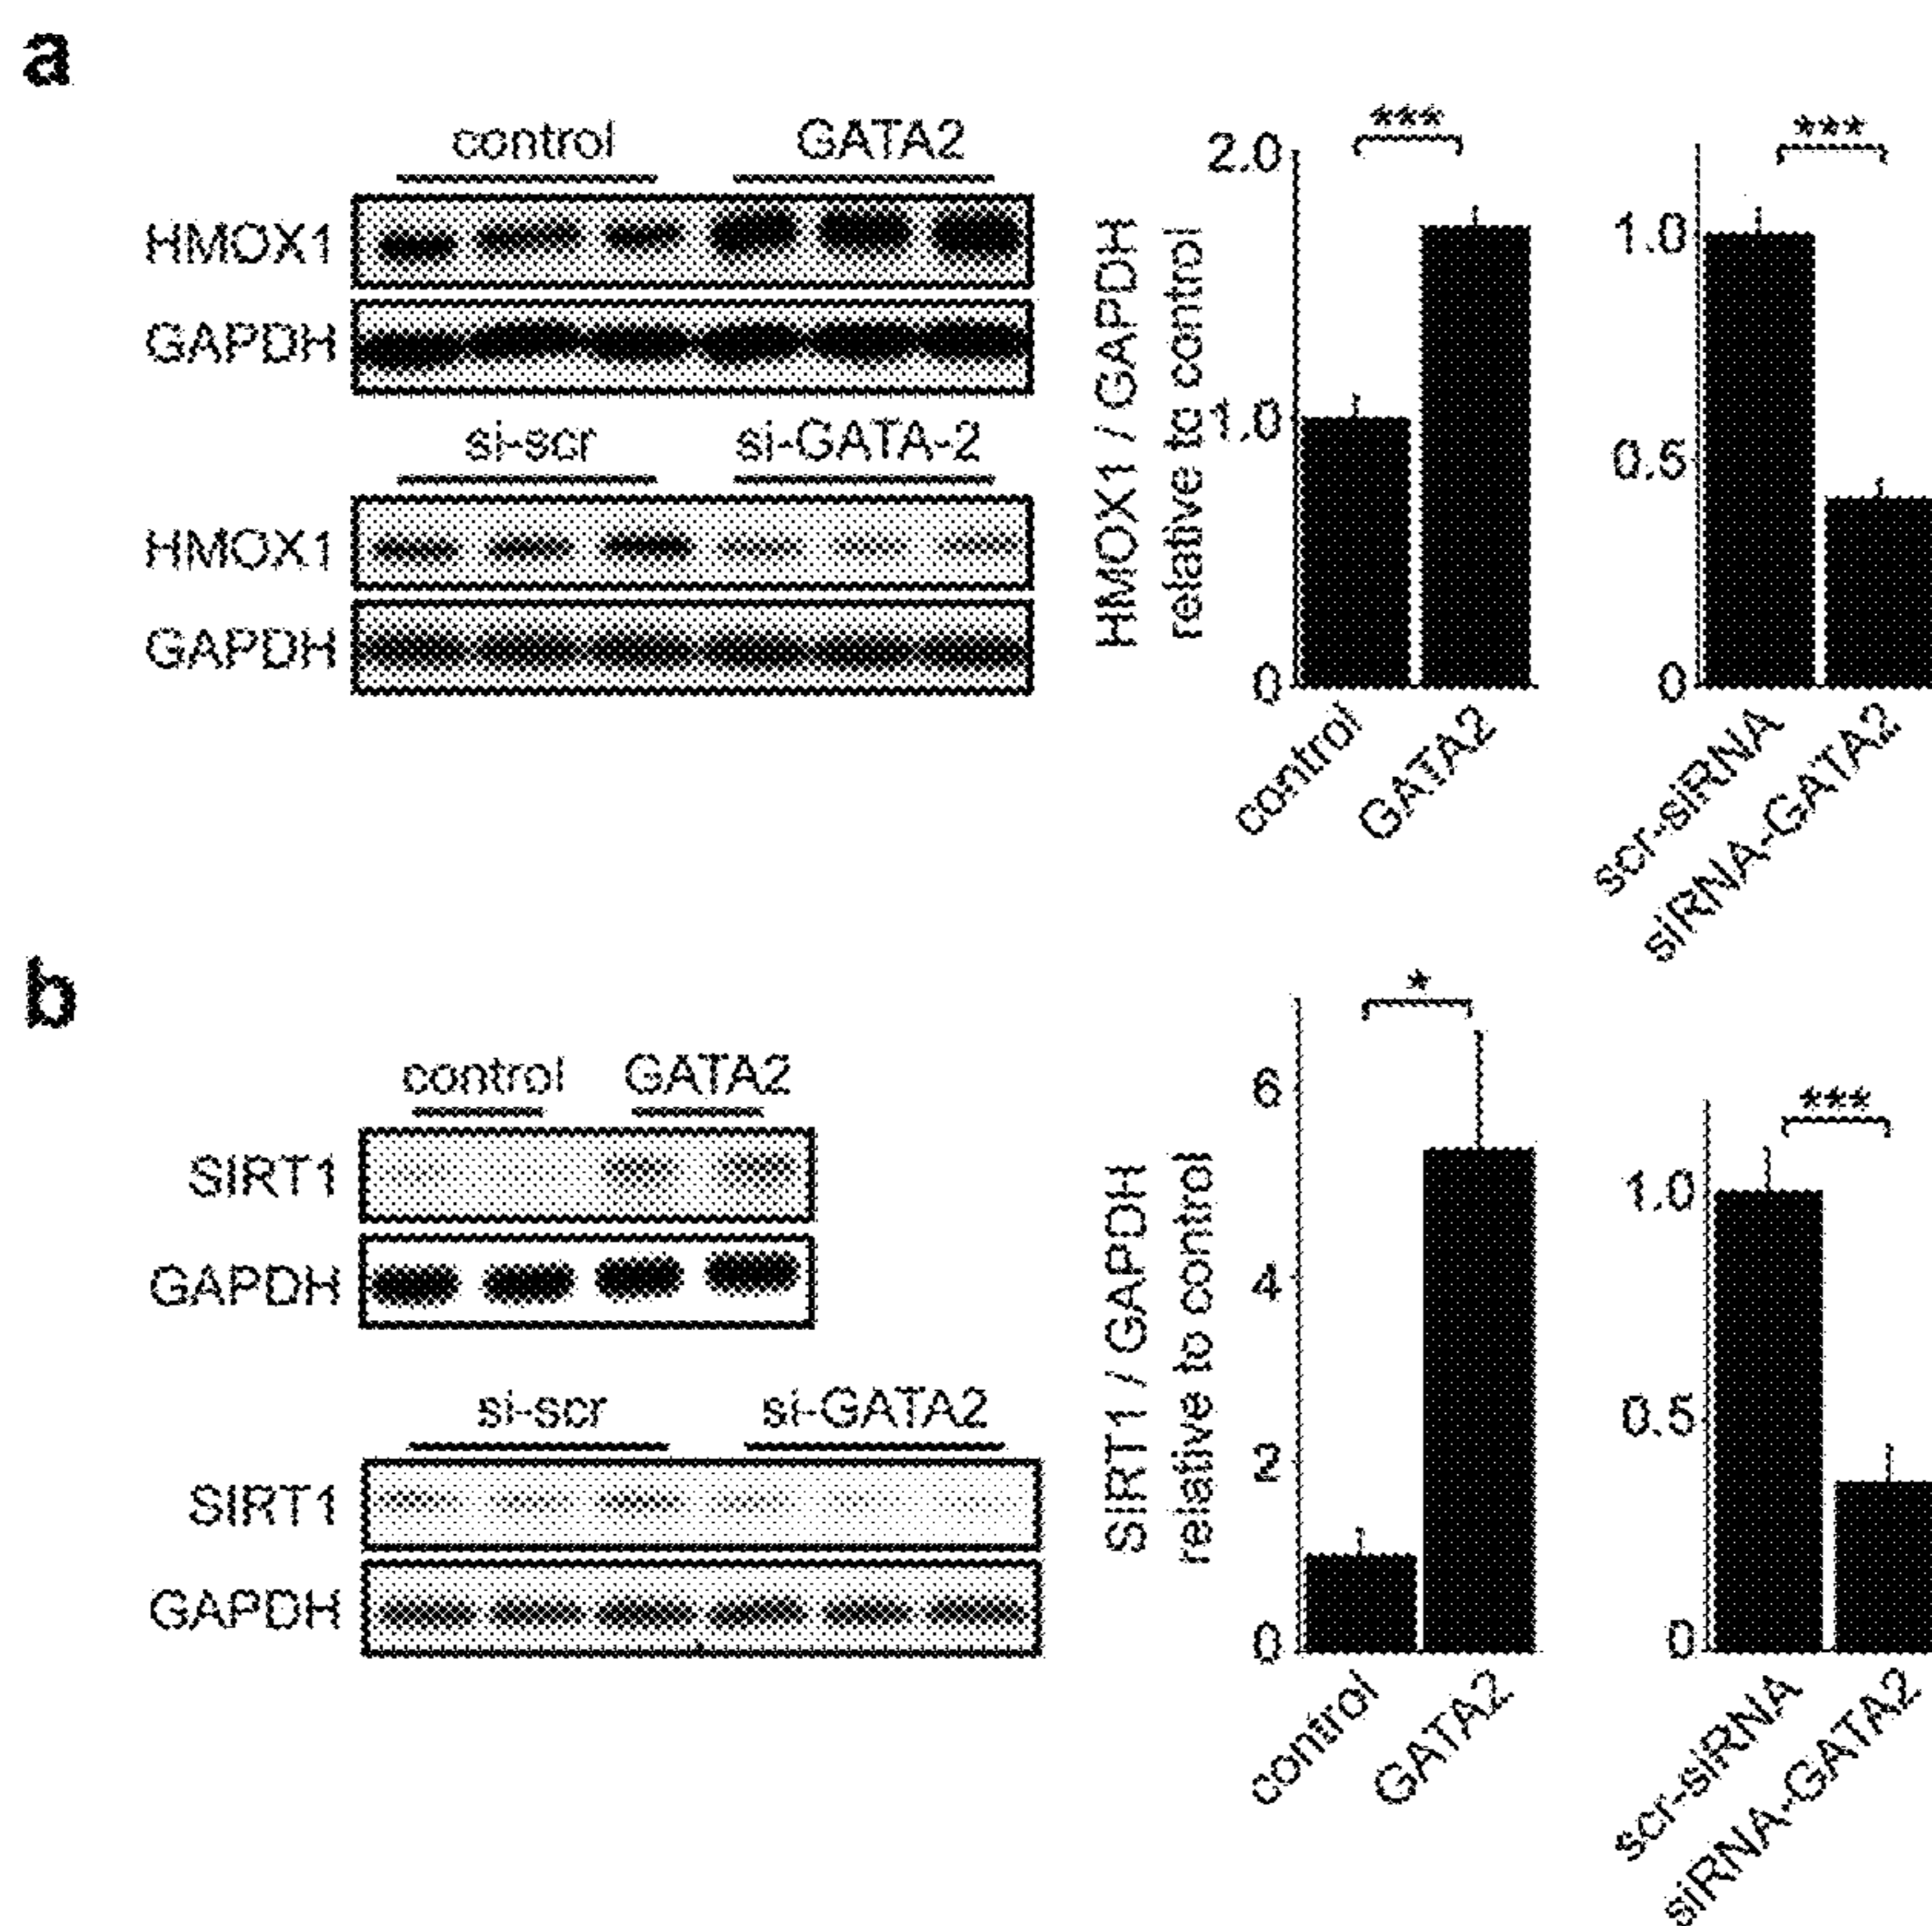 a
control GATA2
HMOX1
GAPDH
si-scr si-GATA-2
HMOX1
GAPDH
HMOX1 / GAPDH
relative to control
***
2.0
1.0
0
control
GATA2
***
1.0
0.5
0
scr-siRNA
siRNA-GATA2
b
control GATA2
SIRT1
GAPDH
si-scr si-GATA2
SIRT1
GAPDH
SIRT1 / GAPDH
relative to control
*
6
4
2
0
control
GATA2
***
1.0
0.5
0
scr-siRNA
siRNA-GATA2